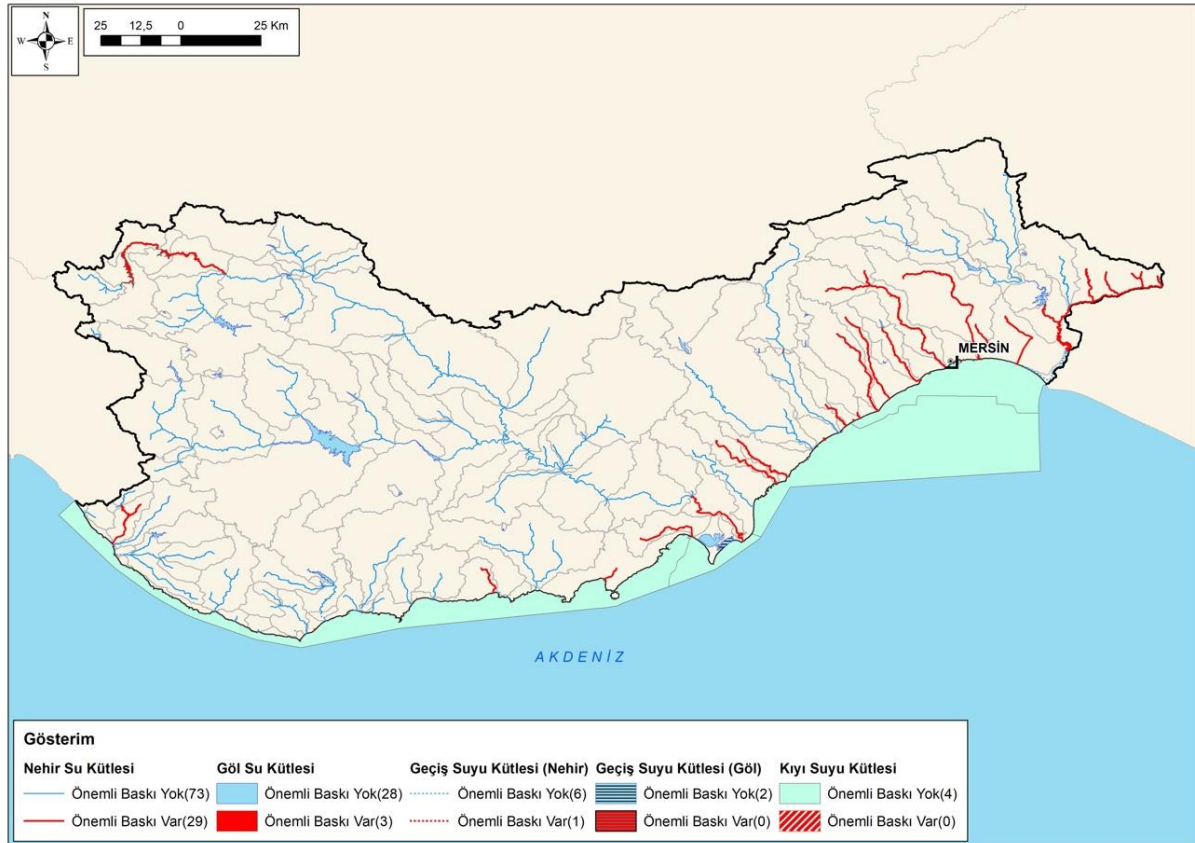 N
W E
S
25 12,5 0 25 Km
MERSİN
AKDENİZ
Gösterim
Nehir Su Kütlesi
Önemli Baskı Yok(73)
Önemli Baskı Var(29)
Göl Su Kütlesi
Önemli Baskı Yok(28)
Önemli Baskı Var(3)
Geçiş Suyu Kütlesi (Nehir)
Önemli Baskı Yok(6)
Önemli Baskı Var(1)
Geçiş Suyu Kütlesi (Göl)
Önemli Baskı Yok(2)
Önemli Baskı Var(0)
Kıyı Suyu Kütlesi
Önemli Baskı Yok(4)
Önemli Baskı Var(0)